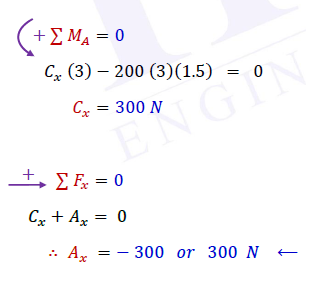 + ∑ M_A = 0
C_x (3) − 200 (3)(1.5) = 0
C_x = 300 N
ENGIN
+ ∑ F_x = 0
C_x + A_x = 0
∴ A_x = − 300 or 300 N ←